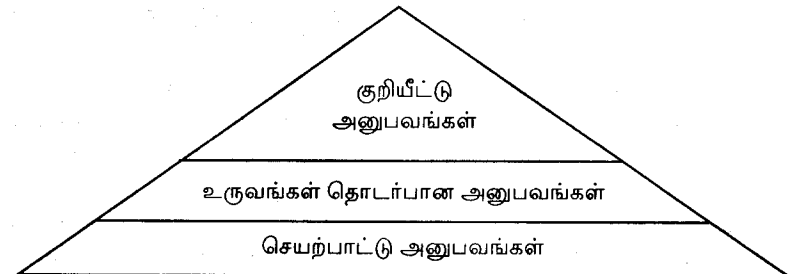 குறியீட்டு
அனுபவங்கள்
உருவங்கள் தொடர்பான அனுபவங்கள்
செயற்பாட்டு அனுபவங்கள்